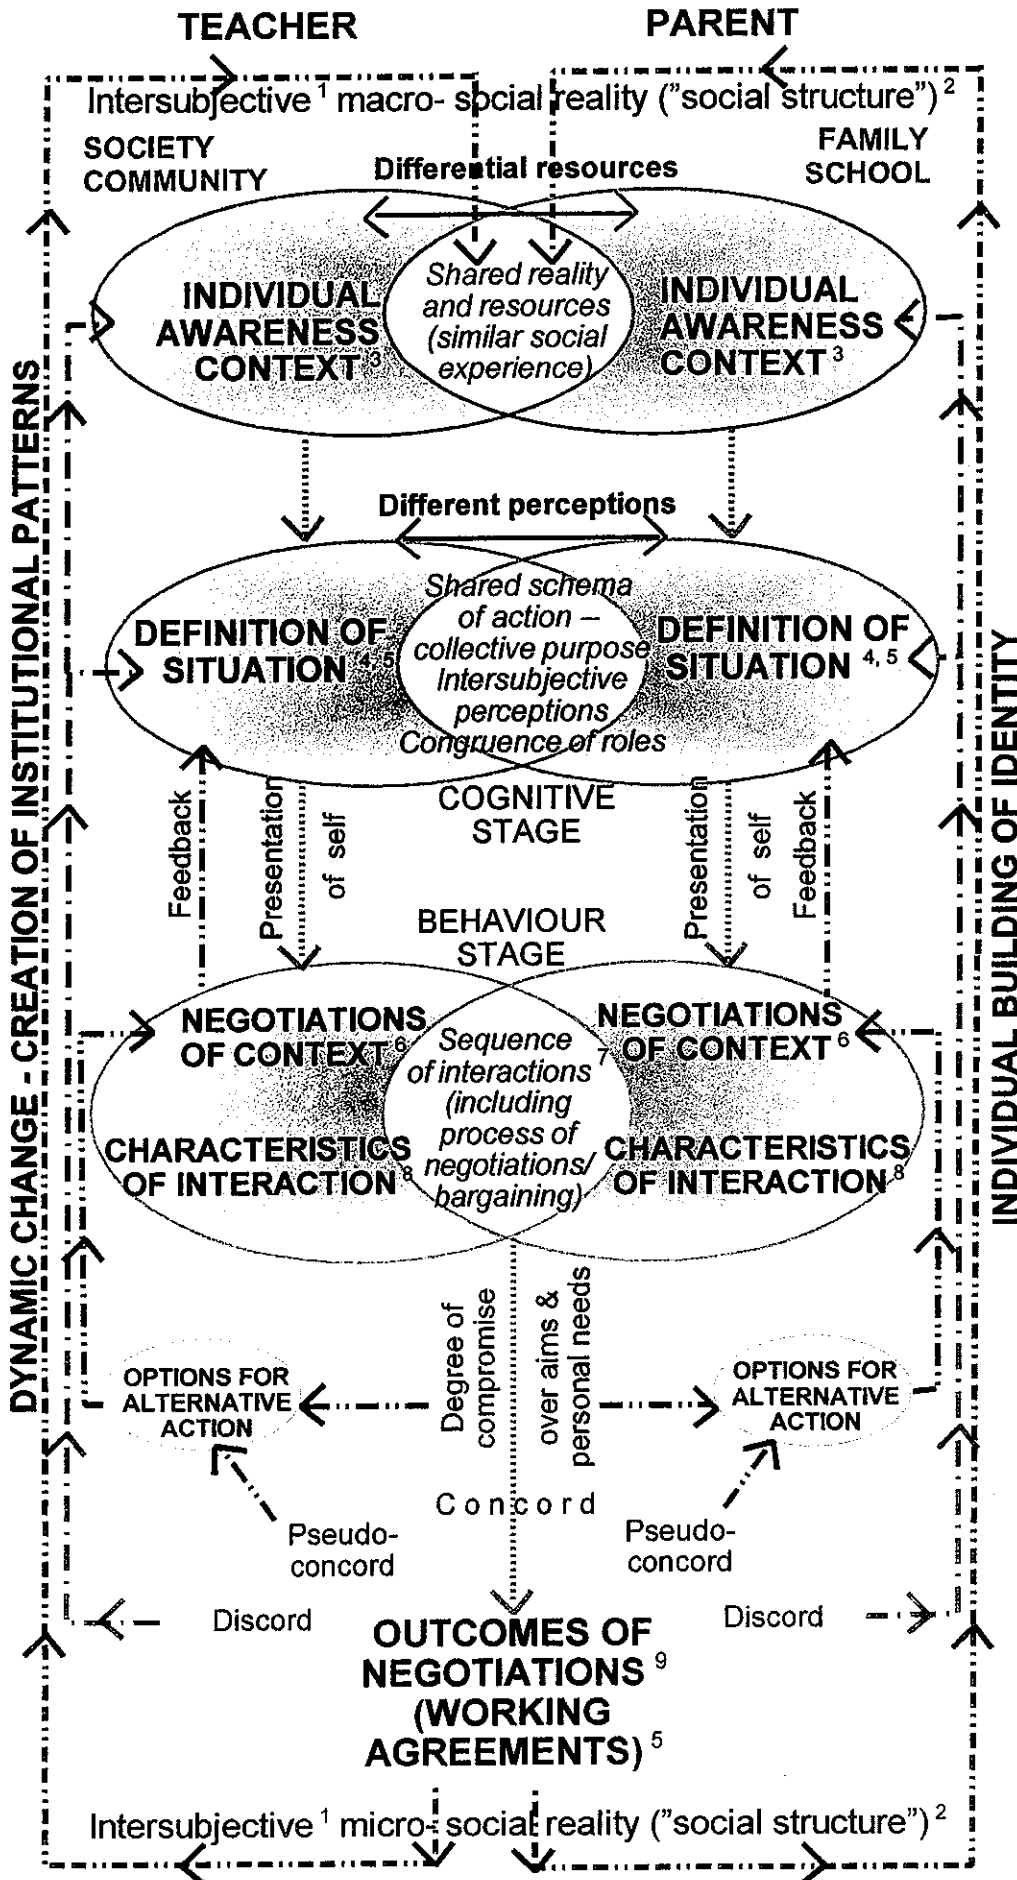 TEACHER
PARENT
Intersubjective 1 macro- social reality ("social structure") 2
SOCIETY
COMMUNITY
FAMILY
SCHOOL
Differential resources
INDIVIDUAL
AWARENESS
CONTEXT 3
Shared reality
and resources
(similar social
experience)
INDIVIDUAL
AWARENESS
CONTEXT 3
Different perceptions
DEFINITION OF
SITUATION 4, 5
Shared schema
of action –
collective purpose
Intersubjective
perceptions
Congruence of roles
DEFINITION OF
SITUATION 4, 5
COGNITIVE
STAGE
Feedback
Presentation
of self
Presentation
of self
Feedback
BEHAVIOUR
STAGE
NEGOTIATIONS
OF CONTEXT 6
CHARACTERISTICS
OF INTERACTION 8
Sequence
of interactions 7
(including
process of
negotiations/
bargaining)
NEGOTIATIONS
OF CONTEXT 6
CHARACTERISTICS
OF INTERACTION 8
Degree of
compromise
over aims &
personal needs
OPTIONS FOR
ALTERNATIVE
ACTION
OPTIONS FOR
ALTERNATIVE
ACTION
Concord
Pseudo-
concord
Pseudo-
concord
Discord
Discord
OUTCOMES OF
NEGOTIATIONS 9
(WORKING
AGREEMENTS) 5
Intersubjective 1 micro- social reality ("social structure") 2
DYNAMIC CHANGE - CREATION OF INSTITUTIONAL PATTERNS
INDIVIDUAL BUILDING OF IDENTITY